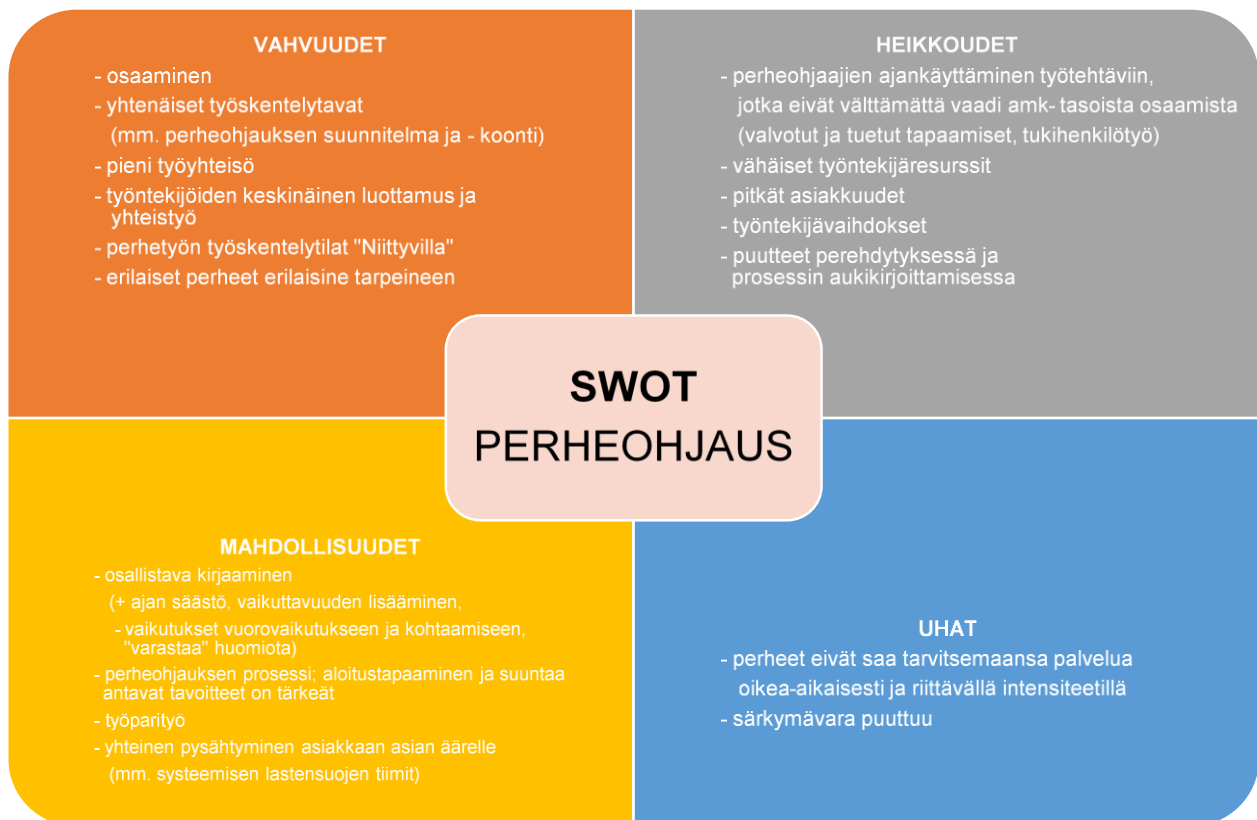 VAHVUUDET
- osaaminen
- yhtenäiset työskentelytavat
(mm. perheohjauksen suunnitelma ja - koonti)
- pieni työyhteisö
- työntekijöiden keskinäinen luottamus ja
yhteistyö
- perhetyön työskentelytilat "Niittyvilla"
- erilaiset perheet erilaisine tarpeineen
HEIKKOUDET
- perheohjaajien ajankäyttäminen työtehtäviin,
jotka eivät välttämättä vaadi amk- tasoista osaamista
(valvotut ja tuetut tapaamiset, tukihenkilötyö)
- vähäiset työntekijäresurssit
- pitkät asiakkuudet
- työntekijävaihdokset
- puutteet perehdytyksessä ja
prosessin aukikirjoittamisessa
SWOT
PERHEOHJAUS
MAHDOLLISUUDET
- osallistava kirjaaminen
(+ ajan säästö, vaikuttavuuden lisääminen,
- vaikutukset vuorovaikutukseen ja kohtaamiseen,
"varastaa" huomiota)
- perheohjauksen prosessi; aloitustapaaminen ja suuntaa
antavat tavoitteet on tärkeät
- työparityö
- yhteinen pysähtyminen asiakkaan asian äärelle
(mm. systeemisen lastensuojen tiimit)
UHAT
- perheet eivät saa tarvitsemaansa palvelua
oikea-aikaisesti ja riittävällä intensiteetillä
- särkymävara puuttuu